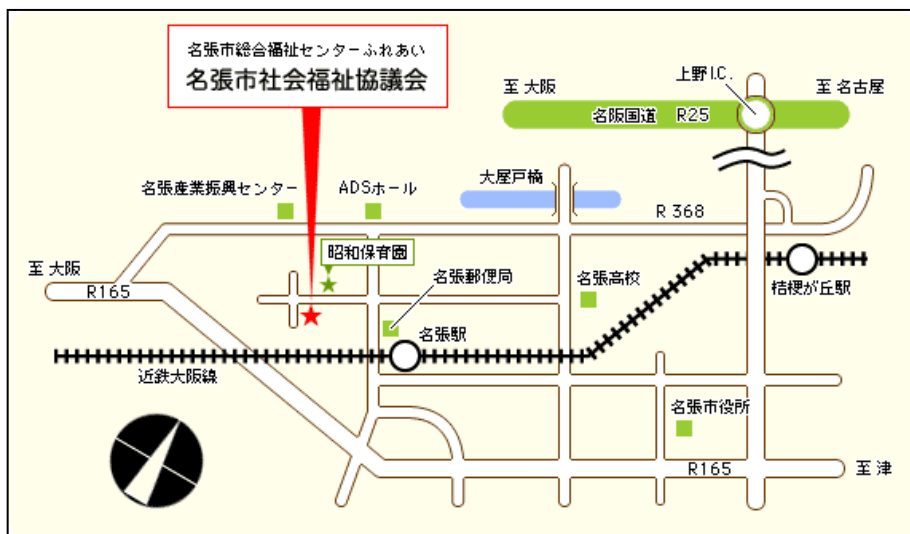 名張市総合福祉センターふれあい
名張市社会福祉協議会
上野I.C.
至 大阪
至 名古屋
名阪国道 R25
大屋戸橋
名張産業振興センター
ADSホール
R 368
昭和保育園
至 大阪
R165
名張郵便局
名張高校
桔梗が丘駅
名張駅
近鉄大阪線
名張市役所
R165
至 津